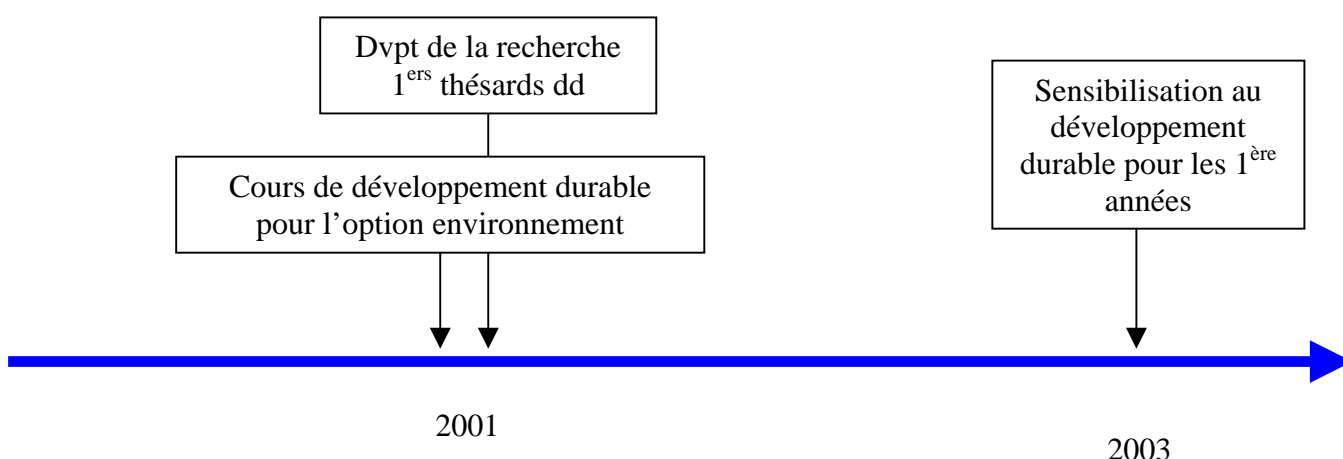 Dvpt de la recherche
1ers thésards dd
Cours de développement durable
pour l’option environnement
Sensibilisation au
développement
durable pour les 1ère
années
2001
2003